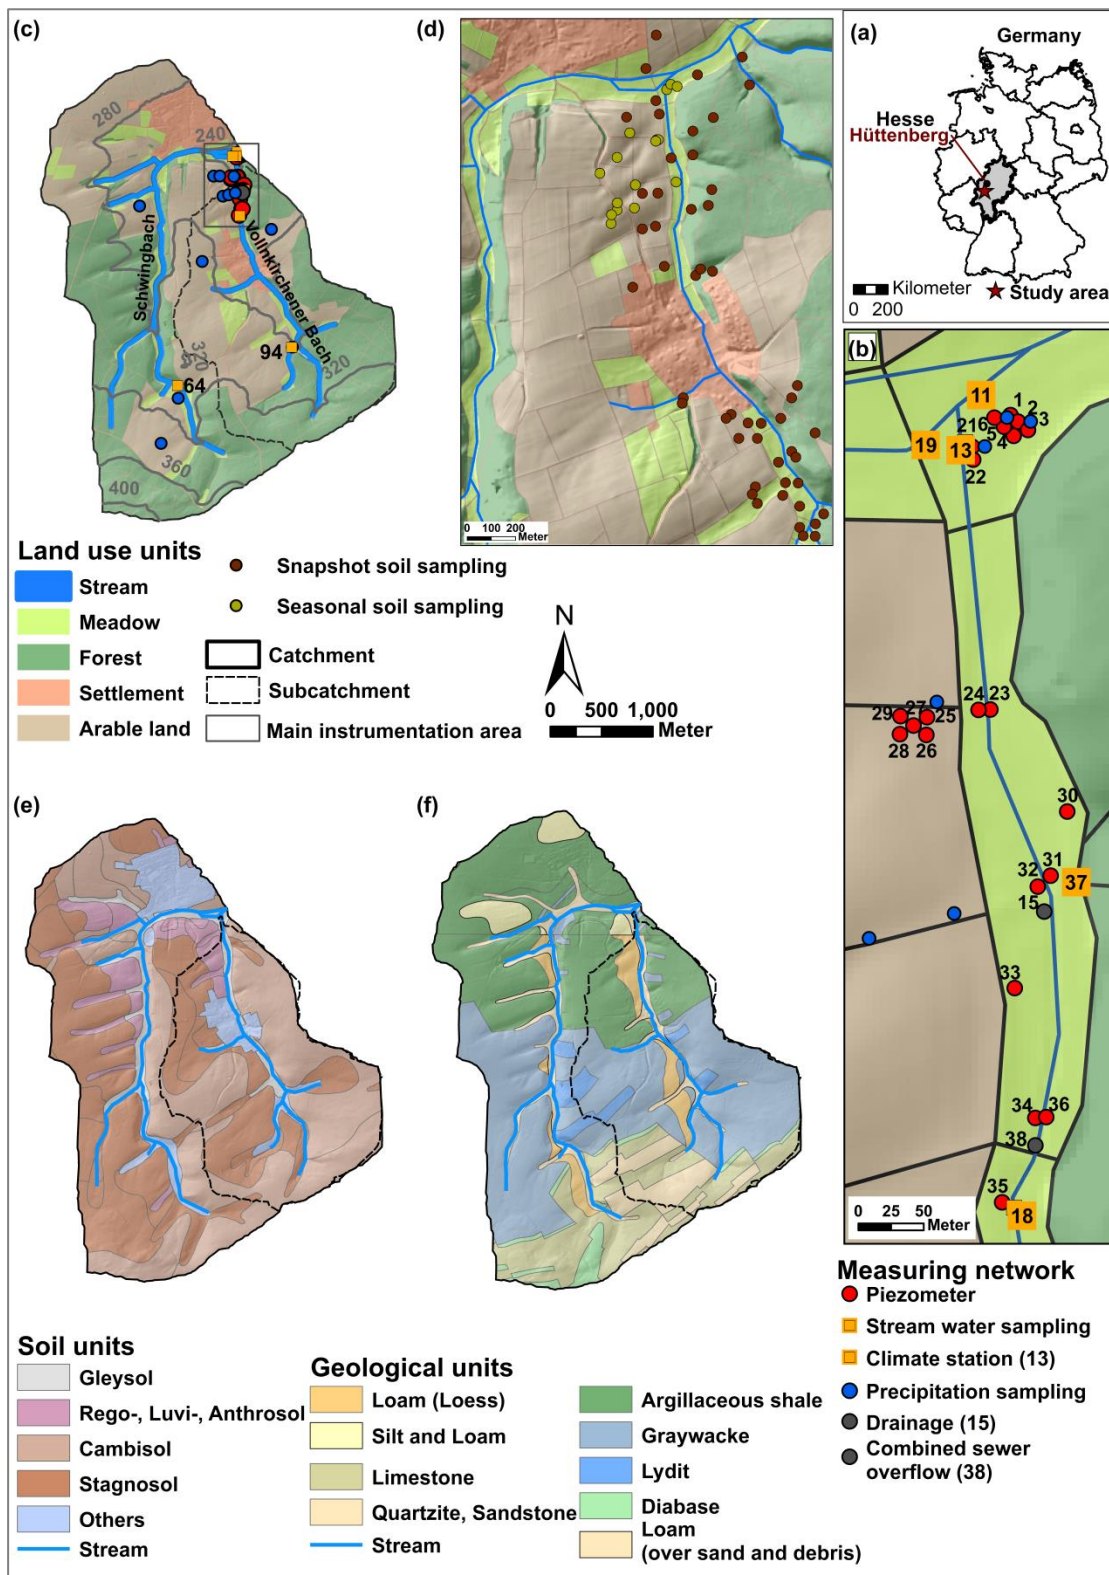 (c)
280
240
Schwingbach
Vollnkirchener Bach
320
94
320
64
360
400
(d)
0 100 200
Meter
(a)
Germany
Hesse
Hüttenberg
Kilometer
0 200
Study area
(b)
11
1
2
3
216
5
4
19
13
22
24 23
29 27 25
28 26
30
31
32
37
15
33
34 36
38
35
18
0 25 50
Meter
Land use units
Stream
Meadow
Forest
Settlement
Arable land
Snapshot soil sampling
Seasonal soil sampling
Catchment
Subcatchment
Main instrumentation area
N
0 500 1,000
Meter
(e)
(f)
Soil units
Gleysol
Rego-, Luvi-, Anthrosol
Cambisol
Stagnosol
Others
Stream
Geological units
Loam (Loess)
Silt and Loam
Limestone
Quartzite, Sandstone
Stream
Argillaceous shale
Graywacke
Lydit
Diabase
Loam
(over sand and debris)
Measuring network
Piezometer
Stream water sampling
Climate station (13)
Precipitation sampling
Drainage (15)
Combined sewer
overflow (38)